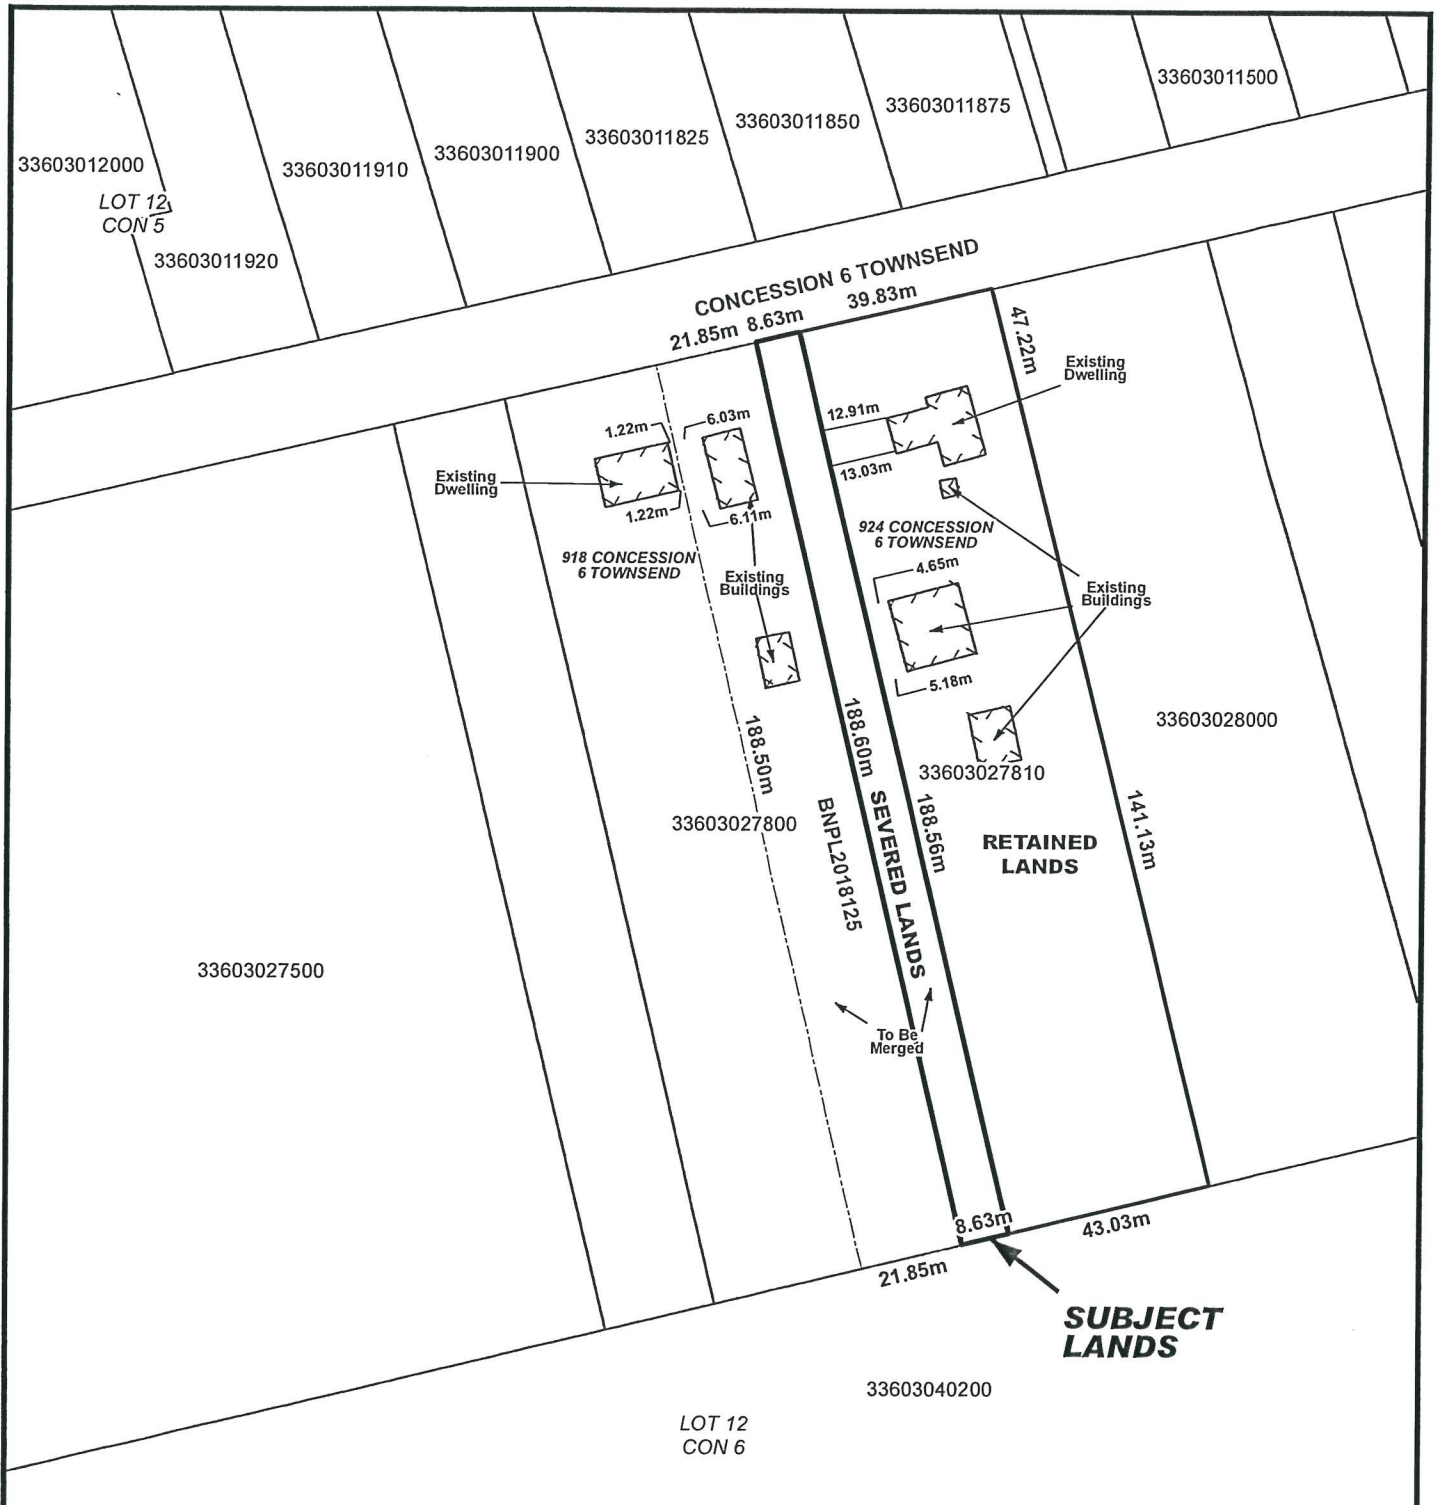 33603011500
33603011875
33603011850
33603011825
33603011900
33603011910
33603012000
LOT 12
CON 5
33603011920
CONCESSION 6 TOWNSEND
21.85m 8.63m 39.83m
47.22m
Existing
Dwelling
12.91m
13.03m
6.03m
1.22m
Existing
Dwelling
1.22m
6.11m
918 CONCESSION
6 TOWNSEND
924 CONCESSION
6 TOWNSEND
Existing
Buildings
4.65m
Existing
Buildings
5.18m
188.50m
188.60m
33603028000
33603027810
33603027800
BNPL2018125
SEVERED LANDS
188.56m
RETAINED
LANDS
141.13m
33603027500
To Be
Merged
8.63m
43.03m
21.85m
SUBJECT
LANDS
33603040200
LOT 12
CON 6